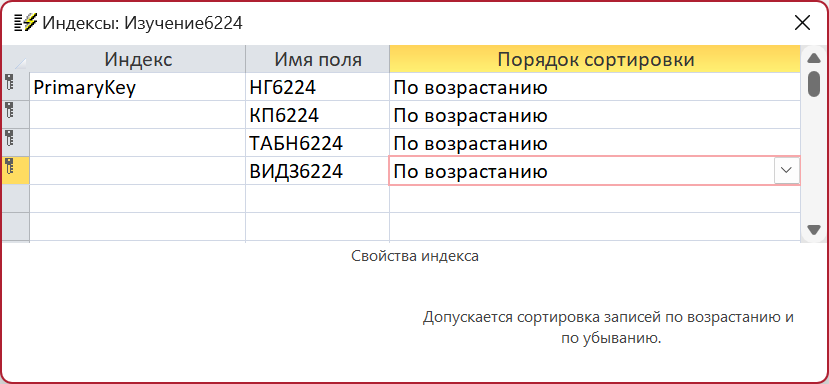 Индексы: Изучение6224
Индекс Имя поля Порядок сортировки
PrimaryKey НГ6224 По возрастанию
КП6224 По возрастанию
ТАБН6224 По возрастанию
ВИДЗ6224 По возрастанию
Свойства индекса
Допускается сортировка записей по возрастанию и
по убыванию.